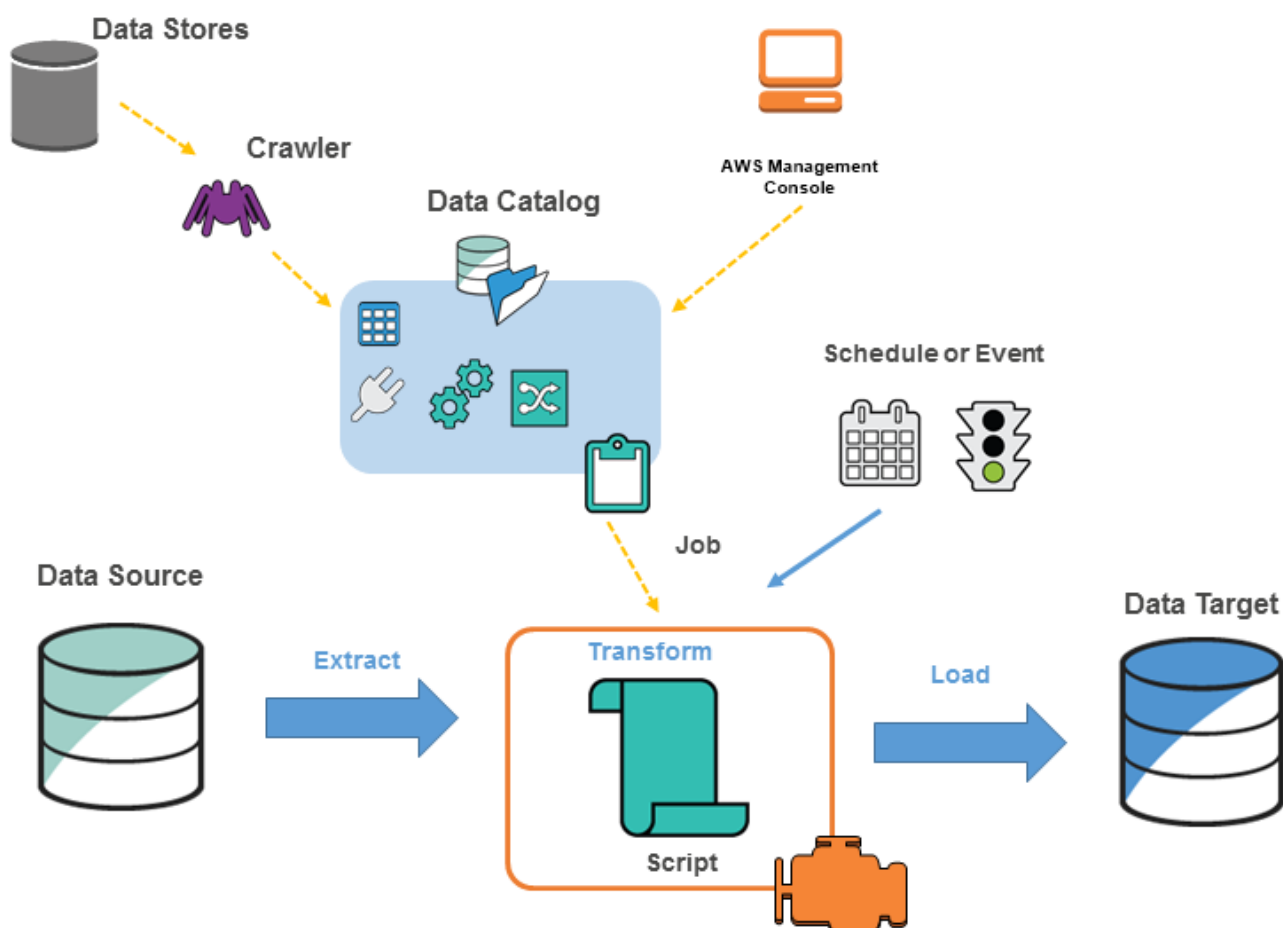 Data Stores
Crawler
AWS Management
Console
Data Catalog
Schedule or Event
Job
Data Source
Data Target
Extract
Transform
Load
Script